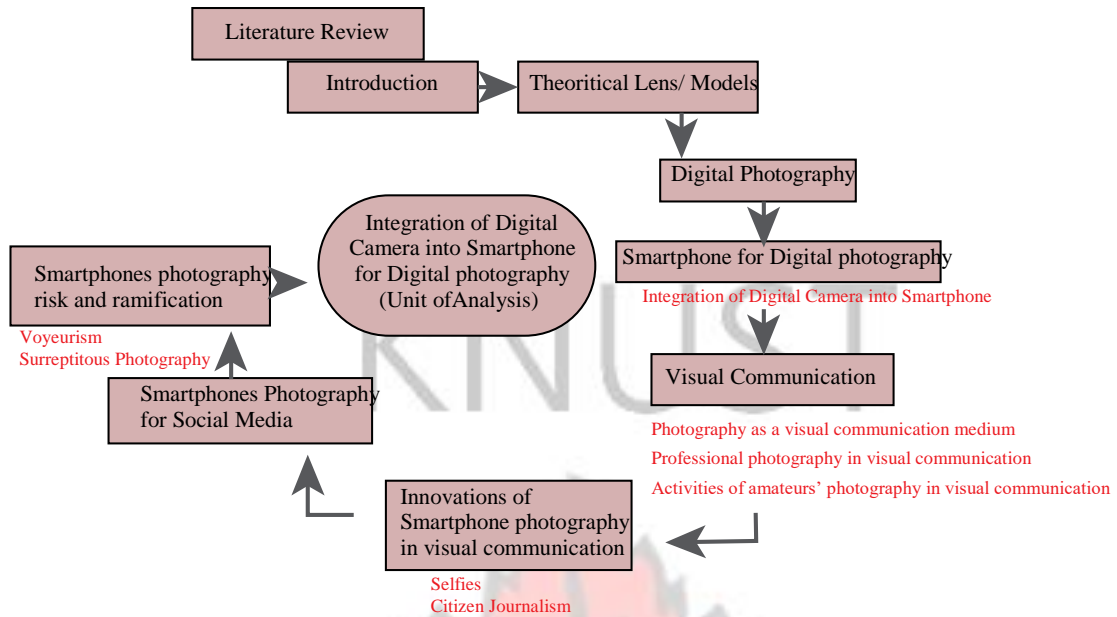 Literature Review
Introduction
Theoritical Lens/ Models
Digital Photography
Smartphone for Digital photography
Integration of Digital Camera into Smartphone
Visual Communication
Photography as a visual communication medium
Professional photography in visual communication
Activities of amateurs’ photography in visual communication
Innovations of
Smartphone photography
in visual communication
Selfies
Citizen Journalism
Smartphones Photography
for Social Media
Smartphones photography
risk and ramification
Voyeurism
Surreptitous Photography
Integration of Digital
Camera into Smartphone
for Digital photography
(Unit ofAnalysis)
KNUST